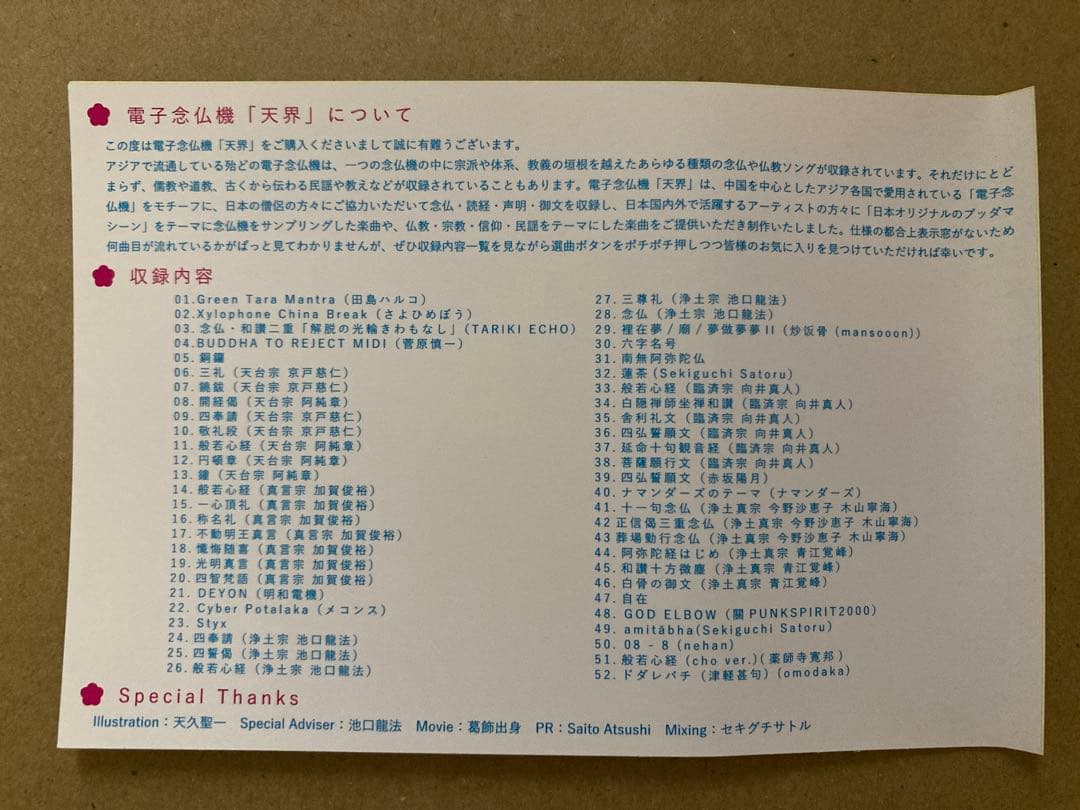 電子念仏機「天界」について
この度は電子念仏機「天界」をご購入くださいまして誠に有難うございます。
アジアで流通している殆どの電子念仏機は、一つの念仏機の中に宗派や体系、教義の垣根を越えたあらゆる種類の念仏や仏教ソングが収録されています。それだけにとど
まらず、儒教や道教、古くから伝わる民謡や教えなどが収録されていることもあります。電子念仏機「天界」は、中国を中心としたアジア各国で愛用されている「電子念
仏機」をモチーフに、日本の僧侶の方々にご協力いただいて念仏・読経・声明・御文を収録し、日本国内外で活躍するアーティストの方々に「日本オリジナルのブッダマ
シーン」をテーマに念仏機をサンプリングした楽曲や、仏教・宗教・信仰・民謡をテーマにした楽曲をご提供いただき制作いたしました。仕様の都合上表示窓がないため
何曲目が流れているかがぱっと見てわかりませんが、ぜひ収録内容一覧を見ながら選曲ボタンをポチポチ押しつつ皆様のお気に入りを見つけていただければ幸いです。
収録内容
01.Green Tara Mantra（田島ハルコ）
02.Xylophone China Break（さよひめぼう）
03. 念仏・和讃二重「解脱の光輪きわもなし」（TARIKI ECHO）
04.BUDDHA TO REJECT MIDI（菅原慎一）
05. 銅鑼
06. 三礼（天台宗 京戸慈仁）
07. 鐃鈸（天台宗 京戸慈仁）
08. 開経偈（天台宗 阿純章）
09. 四奉請（天台宗 京戸慈仁）
10. 敬礼段（天台宗 京戸慈仁）
11. 般若心経（天台宗 阿純章）
12. 円頓章（天台宗 阿純章）
13. 鐘（天台宗 阿純章）
14. 般若心経（真言宗 加賀俊裕）
15. 一心頂礼（真言宗 加賀俊裕）
16. 称名礼（真言宗 加賀俊裕）
17. 不動明王真言（真言宗 加賀俊裕）
18. 懺悔随喜（真言宗 加賀俊裕）
19. 光明真言（真言宗 加賀俊裕）
20. 四智梵語（真言宗 加賀俊裕）
21. DEYON（明和電機）
22. Cyber Potalaka（メコンス）
23. Styx
24. 四奉請（浄土宗 池口龍法）
25. 四誓偈（浄土宗 池口龍法）
26. 般若心経（浄土宗 池口龍法）
27. 三尊礼（浄土宗 池口龍法）
28. 念仏（浄土宗 池口龍法）
29. 裡在夢／廟／夢做夢夢II（炒饭骨 (mansooon)）
30. 六字名号
31. 南無阿弥陀仏
32. 蓮茶（Sekiguchi Satoru）
33. 般若心経（臨済宗 向井真人）
34. 白隠禅師坐禅和讃（臨済宗 向井真人）
35. 舎利礼文（臨済宗 向井真人）
36. 四弘誓願文（臨済宗 向井真人）
37. 延命十句観音経（臨済宗 向井真人）
38. 菩薩願行文（臨済宗 向井真人）
39. 四弘誓願文（赤坂陽月）
40. ナマンダーズのテーマ（ナマンダーズ）
41. 十一句念仏（浄土真宗 今野沙恵子 木山寧海）
42 正信偈三重念仏（浄土真宗 今野沙恵子 木山寧海）
43 葬場勤行念仏（浄土真宗 今野沙恵子 木山寧海）
44. 阿弥陀経はじめ（浄土真宗 青江覚峰）
45. 和讃十方微塵（浄土真宗 青江覚峰）
46. 白骨の御文（浄土真宗 青江覚峰）
47. 自在
48. GOD ELBOW（關PUNKSPIRIT2000）
49. amitābha(Sekiguchi Satoru)
50. 08 - 8（nehan）
51. 般若心経（cho ver.)（薬師寺寛邦）
52. ドダレバチ（津軽甚句）(omodaka)
Special Thanks
Illustration：天久聖一　Special Adviser：池口龍法　Movie：葛飾出身　PR：Saito Atsushi　Mixing：セキグチサトル